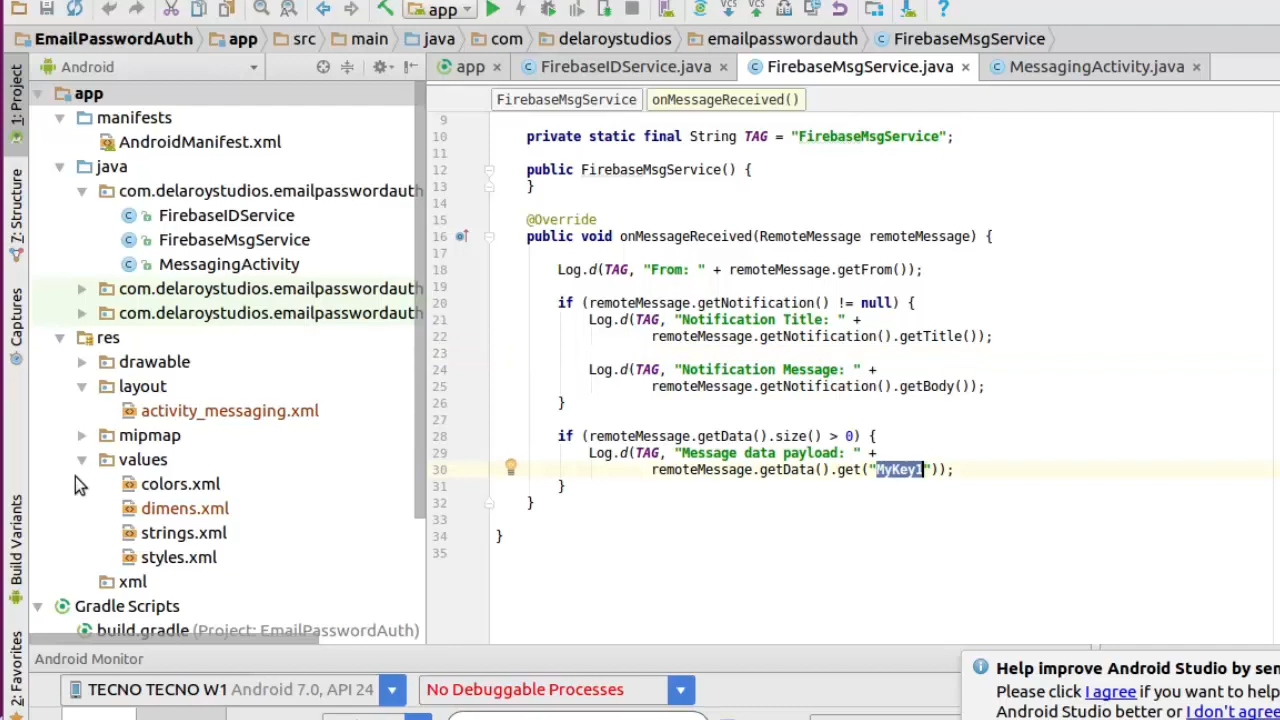 app
EmailPasswordAuth app src main java com delaroystudios emailpasswordauth FirebaseMsgService
1: Project
Android
app FirebaseIDService.java FirebaseMsgService.java MessagingActivity.java
app
FirebaseMsgService onMessageReceived()
manifests
AndroidManifest.xml
java
com.delaroystudios.emailpasswordauth
FirebaseIDService
FirebaseMsgService
MessagingActivity
com.delaroystudios.emailpasswordauth
com.delaroystudios.emailpasswordauth
res
drawable
layout
activity_messaging.xml
mipmap
values
colors.xml
dimens.xml
strings.xml
styles.xml
xml
Gradle Scripts
build.gradle (Project: EmailPasswordAuth)
Z: Structure
Captures
Build Variants
2: Favorites
9
10 private static final String TAG = "FirebaseMsgService";
11
12 public FirebaseMsgService() {
13 }
14
15 @Override
16 public void onMessageReceived(RemoteMessage remoteMessage) {
17
18 Log.d(TAG, "From: " + remoteMessage.getFrom());
19
20 if (remoteMessage.getNotification() != null) {
21 Log.d(TAG, "Notification Title: " +
22 remoteMessage.getNotification().getTitle());
23
24 Log.d(TAG, "Notification Message: " +
25 remoteMessage.getNotification().getBody());
26 }
27
28 if (remoteMessage.getData().size() > 0) {
29 Log.d(TAG, "Message data payload: " +
30 remoteMessage.getData().get("MyKey1"));
31 }
32 }
33
34 }
35
Android Monitor
TECNO TECNO W1 Android 7.0, API 24 No Debuggable Processes
Help improve Android Studio by sen
Please click I agree if you want to help
Android Studio better or I don't agree